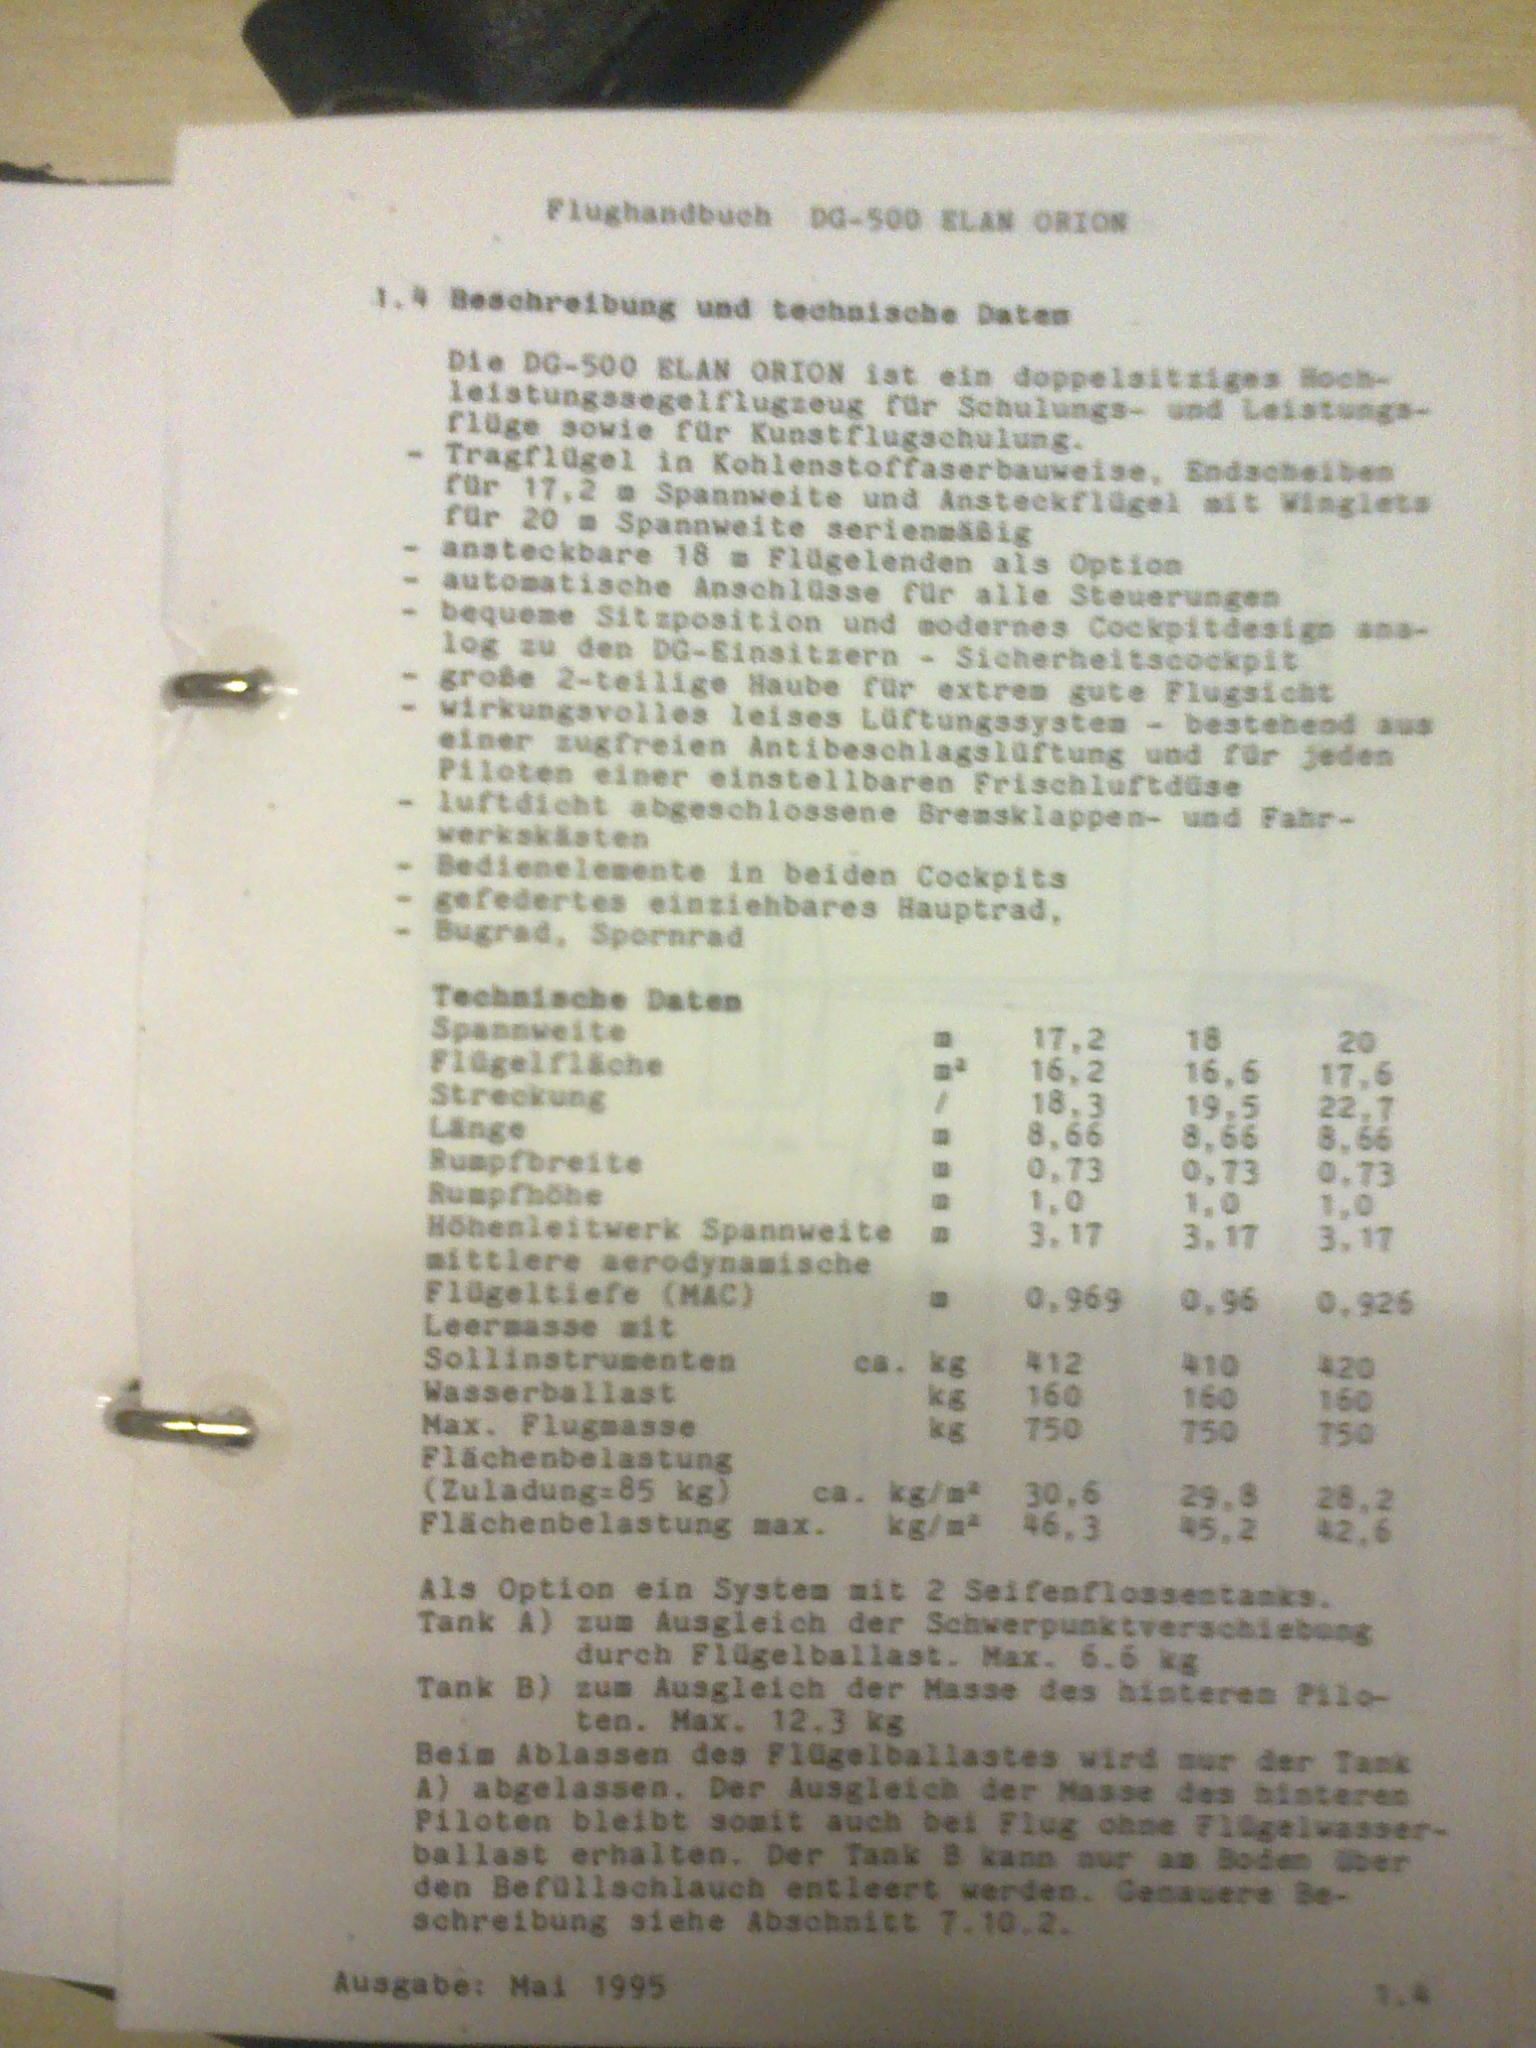 Flughandbuch DG-500 ELAN ORION
1.4 Beschreibung und technische Daten
Die DG-500 ELAN ORION ist ein doppelsitziges Hoch-
leistungssegelflugzeug für Schulungs- und Leistungs-
flüge sowie für Kunstflugschulung.
- Tragflügel in Kohlenstoffaserbauweise, Endscheiben
für 17,2 m Spannweite und Ansteckflügel mit Winglets
für 20 m Spannweite serienmäßig
- ansteckbare 18 m Flügelenden als Option
- automatische Anschlüsse für alle Steuerungen
- bequeme Sitzposition und modernes Cockpitdesign ana-
log zu den DG-Einsitzern - Sicherheitscockpit
- große 2-teilige Haube für extrem gute Flugsicht
- wirkungsvolles leises Lüftungssystem - bestehend aus
einer zugfreien Antibeschlagslüftung und für jeden
Piloten einer einstellbaren Frischluftdüse
- luftdicht abgeschlossene Bremsklappen- und Fahr-
werkskästen
- Bedienelemente in beiden Cockpits
- gefedertes einziehbares Hauptrad,
- Bugrad, Spornrad
Technische Daten
Spannweite m 17,2 18 20
Flügelfläche m² 16,2 16,6 17,6
Streckung / 18,3 19,5 22,7
Länge m 8,66 8,66 8,66
Rumpfbreite m 0,73 0,73 0,73
Rumpfhöhe m 1,0 1,0 1,0
Höhenleitwerk Spannweite m 3,17 3,17 3,17
mittlere aerodynamische
Flügeltiefe (MAC) m 0,969 0,96 0,926
Leermasse mit
Sollinstrumenten ca. kg 412 410 420
Wasserballast kg 160 160 160
Max. Flugmasse kg 750 750 750
Flächenbelastung
(Zuladung=85 kg) ca. kg/m² 30,6 29,8 28,2
Flächenbelastung max. kg/m² 46,3 45,2 42,6
Als Option ein System mit 2 Seifenflossentanks.
Tank A) zum Ausgleich der Schwerpunktverschiebung
durch Flügelballast. Max. 6.6 kg
Tank B) zum Ausgleich der Masse des hinteren Pilo-
ten. Max. 12.3 kg
Beim Ablassen des Flügelballastes wird nur der Tank
A) abgelassen. Der Ausgleich der Masse des hinteren
Piloten bleibt somit auch bei Flug ohne Flügelwasser-
ballast erhalten. Der Tank B kann nur am Boden über
den Befüllschlauch entleert werden. Genauere Be-
schreibung siehe Abschnitt 7.10.2.
Ausgabe: Mai 1995 1.4